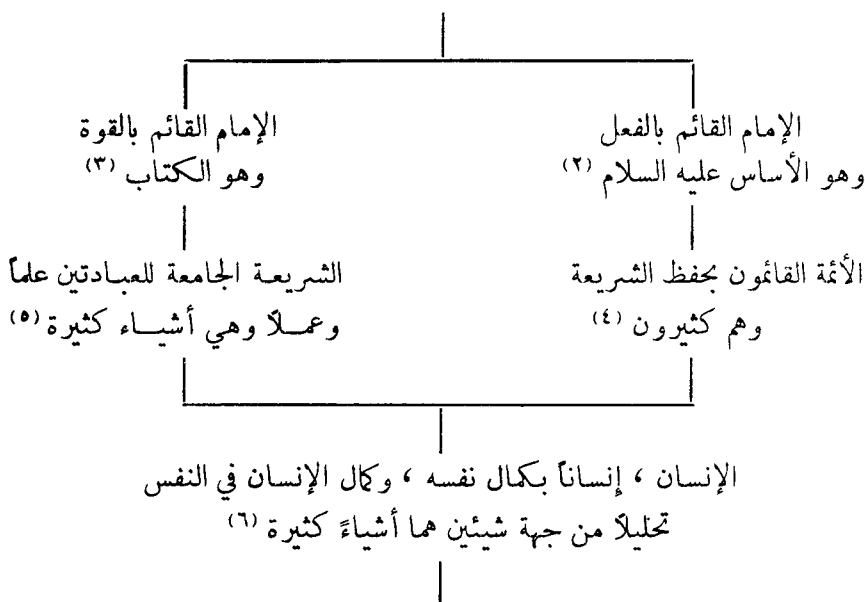 الإمام القائم بالفعل
وهو الأساس عليه السلام (٢)
الإمام القائم بالقوة
وهو الكتاب (٣)
الأئمة القائمون بحفظ الشريعة
وهم كثيرون (٤)
الشريعة الجامعة للعبادتين علماً
وعملاً وهي أشياء كثيرة (٥)
الإنسان ، إِنساناً بكمال نفسه ، وكمال الإنسان في النفس
تحليلاً من جهة شيئين هما أشياءً كثيرة (٦)